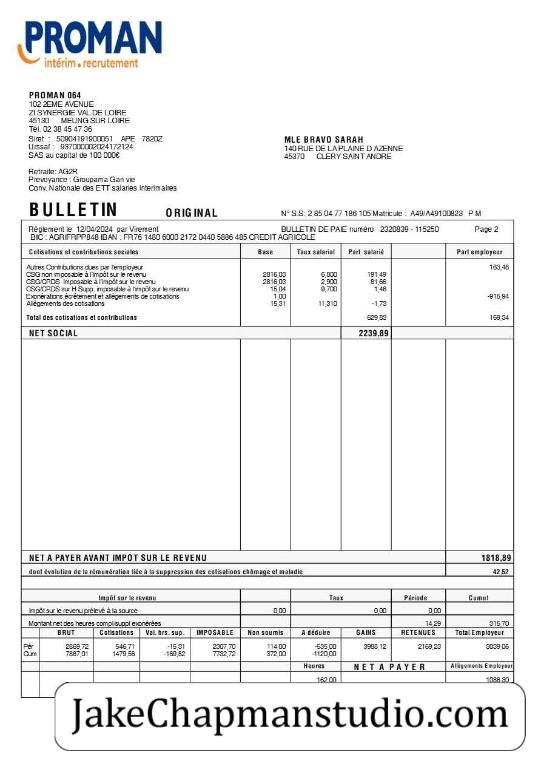 PROMAN
intérim • recrutement
PROMAN 064
102 2EME AVENUE
ZI SYNERGIE VAL DE LOIRE
45130 MEUNG SUR LOIRE
Tél. 02 38 45 47 36
Siret : 50904191900051 APE 7820Z
Urssaf : 937000002024172124
SAS au capital de 100 000€
MLE BRAVO SARAH
140 RUE DE LA PLAINE D AZENNE
45370 CLERY SAINT ANDRE
Retraite: AG2R
Prevoyance : Groupama Gan vie
Conv. Nationale des ETT salaries Interimaires
BULLETIN ORIGINAL N° S.S: 2 85 04 77 186 105 Matricule : A49/A49100823 P M
Règlement le 12/04/2024 par Virement BULLETIN DE PAIE numéro 2320839 - 115250 Page 2
BIC : AGRIFRPP848 IBAN : FR76 1480 6000 2172 0440 5886 485 CREDIT AGRICOLE
Cotisations et contributions sociales Base Taux salarial Part salarié Part employeur
Autres Contributions dues par l'employeur 163,46
CSG non imposable à l'impôt sur le revenu 2816,03 6,800 191,49
CSG/CRDS imposable à l'impôt sur le revenu 2816,03 2,900 81,66
CSG/CRDS sur H.Supp. imposable à l'impôt sur le revenu 15,04 9,700 1,46
Exonérations,écrêtement et allègements de cotisations 1,00 -915,94
Allègements des cotisations 15,31 11,310 -1,73
Total des cotisations et contributions 629,93 169,34
NET SOCIAL 2239,89
NET A PAYER AVANT IMPÔT SUR LE REVENU 1818,89
dont évolution de la rémunération liée à la suppression des cotisations chômage et maladie 42,52
Impôt sur le revenu Taux Période Cumul
Impôt sur le revenu prélevé à la source 0,00 0,00 0,00
Montant net des heures compl/suppl exonérées 14,29 315,70
BRUT Cotisations Val. hrs. sup. IMPOSABLE Non soumis A déduire GAINS RETENUES Total Employeur
Pér 2869,72 546,71 -15,31 2307,70 114,00 -535,00 3988,12 2169,23 3039,06
Cum 7887,01 1479,56 -169,62 7732,72 372,00 -1120,00
Heures NET A PAYER Allègements Employeur
162,00 1088,30
JakeChapmanstudio.com